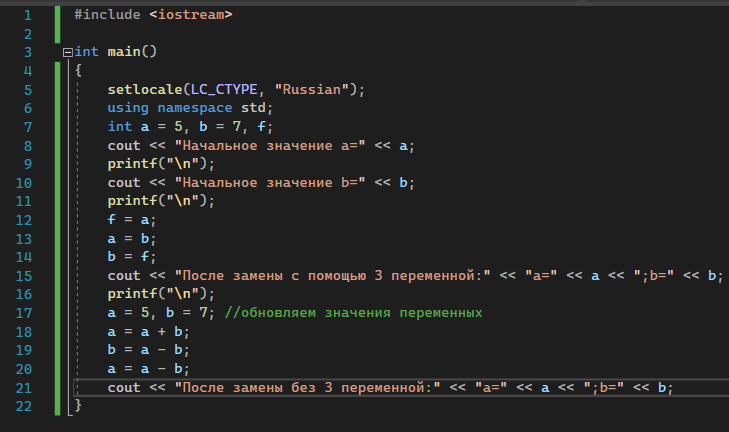 1 #include <iostream>
2
3 int main()
4 {
5 setlocale(LC_CTYPE, "Russian");
6 using namespace std;
7 int a = 5, b = 7, f;
8 cout << "Начальное значение a=" << a;
9 printf("\n");
10 cout << "Начальное значение b=" << b;
11 printf("\n");
12 f = a;
13 a = b;
14 b = f;
15 cout << "После замены с помощью 3 переменной:" << "a=" << a << ";b=" << b;
16 printf("\n");
17 a = 5, b = 7; //обновляем значения переменных
18 a = a + b;
19 b = a - b;
20 a = a - b;
21 cout << "После замены без 3 переменной:" << "a=" << a << ";b=" << b;
22 }